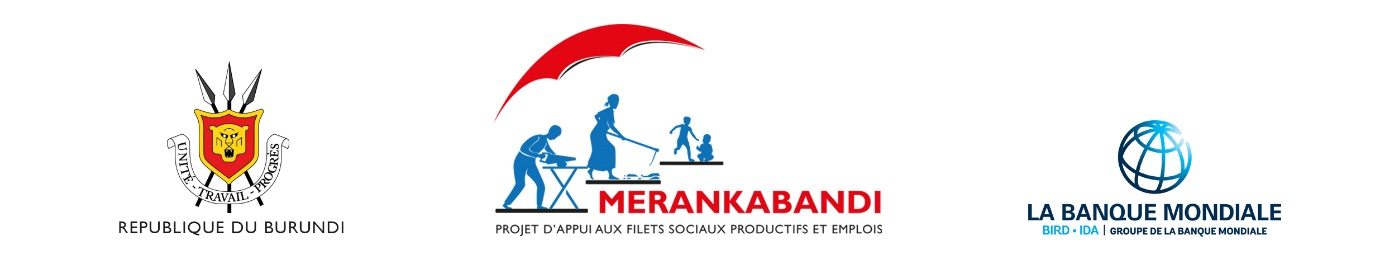 UNITÉ - TRAVAIL - PROGRÈS
REPUBLIQUE DU BURUNDI
MERANKABANDI
PROJET D'APPUI AUX FILETS SOCIAUX PRODUCTIFS ET EMPLOIS
LA BANQUE MONDIALE
BIRD • IDA | GROUPE DE LA BANQUE MONDIALE